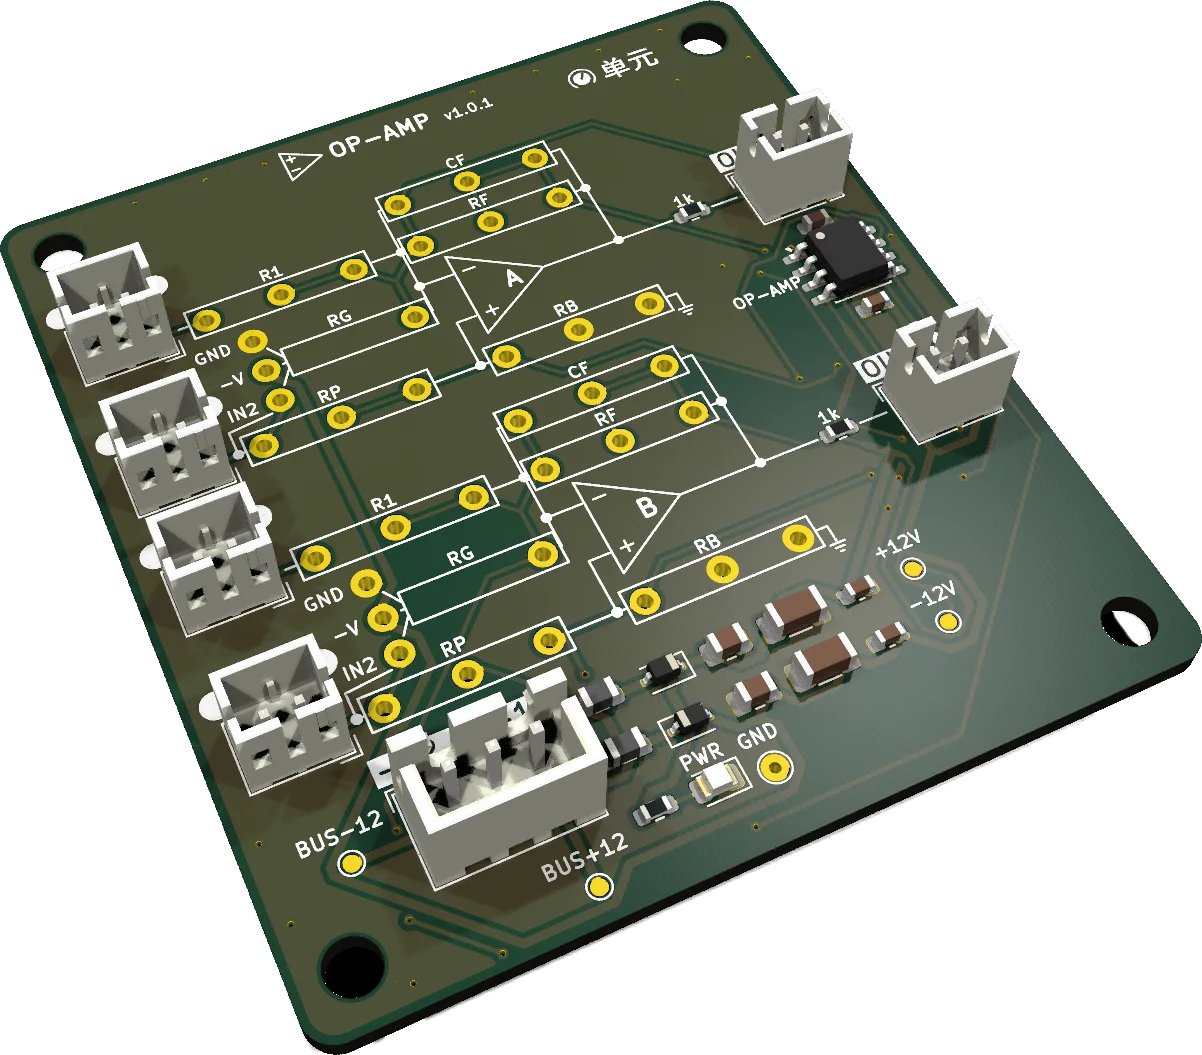 单元
OP-AMP v1.0.1
CF
RF
1k
R1
A
RG
RB
OP-AMP
GND
-V
IN2
RP
CF
RF
1k
R1
B
RG
RB
GND
-V
IN2
RP
+12V
-12V
PWR
GND
BUS-12
BUS+12